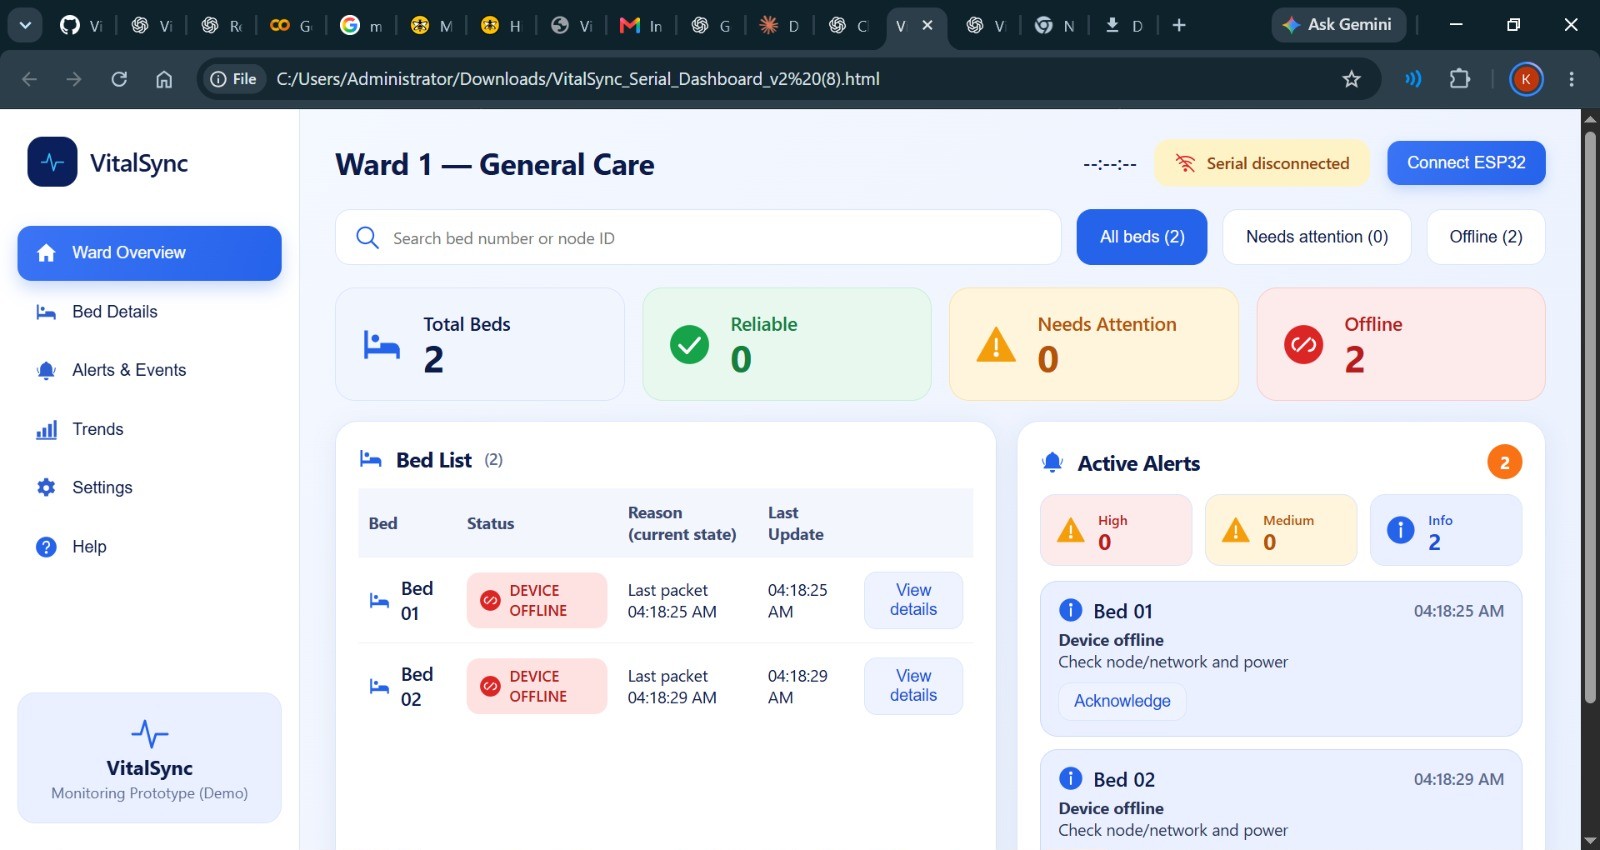 Vi
Vi
Re
G
m
M
H
Vi
In
G
D
C
V
Vi
N
D
Ask Gemini
File
C:/Users/Administrator/Downloads/VitalSync_Serial_Dashboard_v2%20(8).html
K
VitalSync
Ward Overview
Bed Details
Alerts & Events
Trends
Settings
Help
VitalSync
Monitoring Prototype (Demo)
Ward 1 — General Care
--:--:--
Serial disconnected
Connect ESP32
Search bed number or node ID
All beds (2)
Needs attention (0)
Offline (2)
Total Beds
2
Reliable
0
Needs Attention
0
Offline
2
Bed List (2)
Bed
Status
Reason
(current state)
Last
Update
Bed
01
DEVICE
OFFLINE
Last packet
04:18:25 AM
04:18:25
AM
View
details
Bed
02
DEVICE
OFFLINE
Last packet
04:18:29 AM
04:18:29
AM
View
details
Active Alerts
2
High
0
Medium
0
Info
2
Bed 01
04:18:25 AM
Device offline
Check node/network and power
Acknowledge
Bed 02
04:18:29 AM
Device offline
Check node/network and power